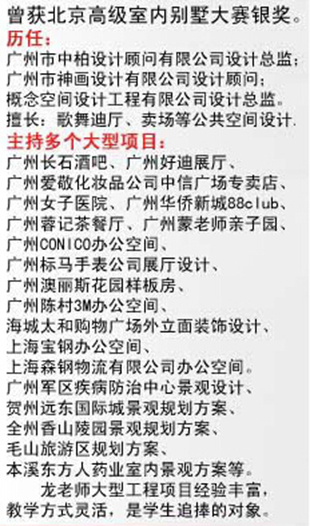 曾获北京高级室内别墅大赛银奖。
历任：
广州市中柏设计顾问有限公司设计总监；
广州市神画设计有限公司设计顾问；
概念空间设计工程有限公司设计总监。
擅长：歌舞迪厅、卖场等公共空间设计.
主持多个大型项目：
广州长石酒吧、广州好迪展厅、
广州爱敬化妆品公司中信广场专卖店、
广州女子医院、广州华侨新城88club、
广州蓉记茶餐厅、广州蒙老师亲子园、
广州CONICO办公空间、
广州标马手表公司展厅设计、
广州澳丽斯花园样板房、
广州陈村3M办公空间、
海城太和购物广场外立面装饰设计、
上海宝钢办公空间、
上海森钢物流有限公司办公空间。
广州军区疾病防治中心景观设计、
贺州远东国际城景观规划方案、
全州香山陵园景观规划方案、
毛山旅游区规划方案、
本溪东方人药业室内景观方案等。
龙老师大型工程项目经验丰富，
教学方式灵活，是学生追捧的对象。